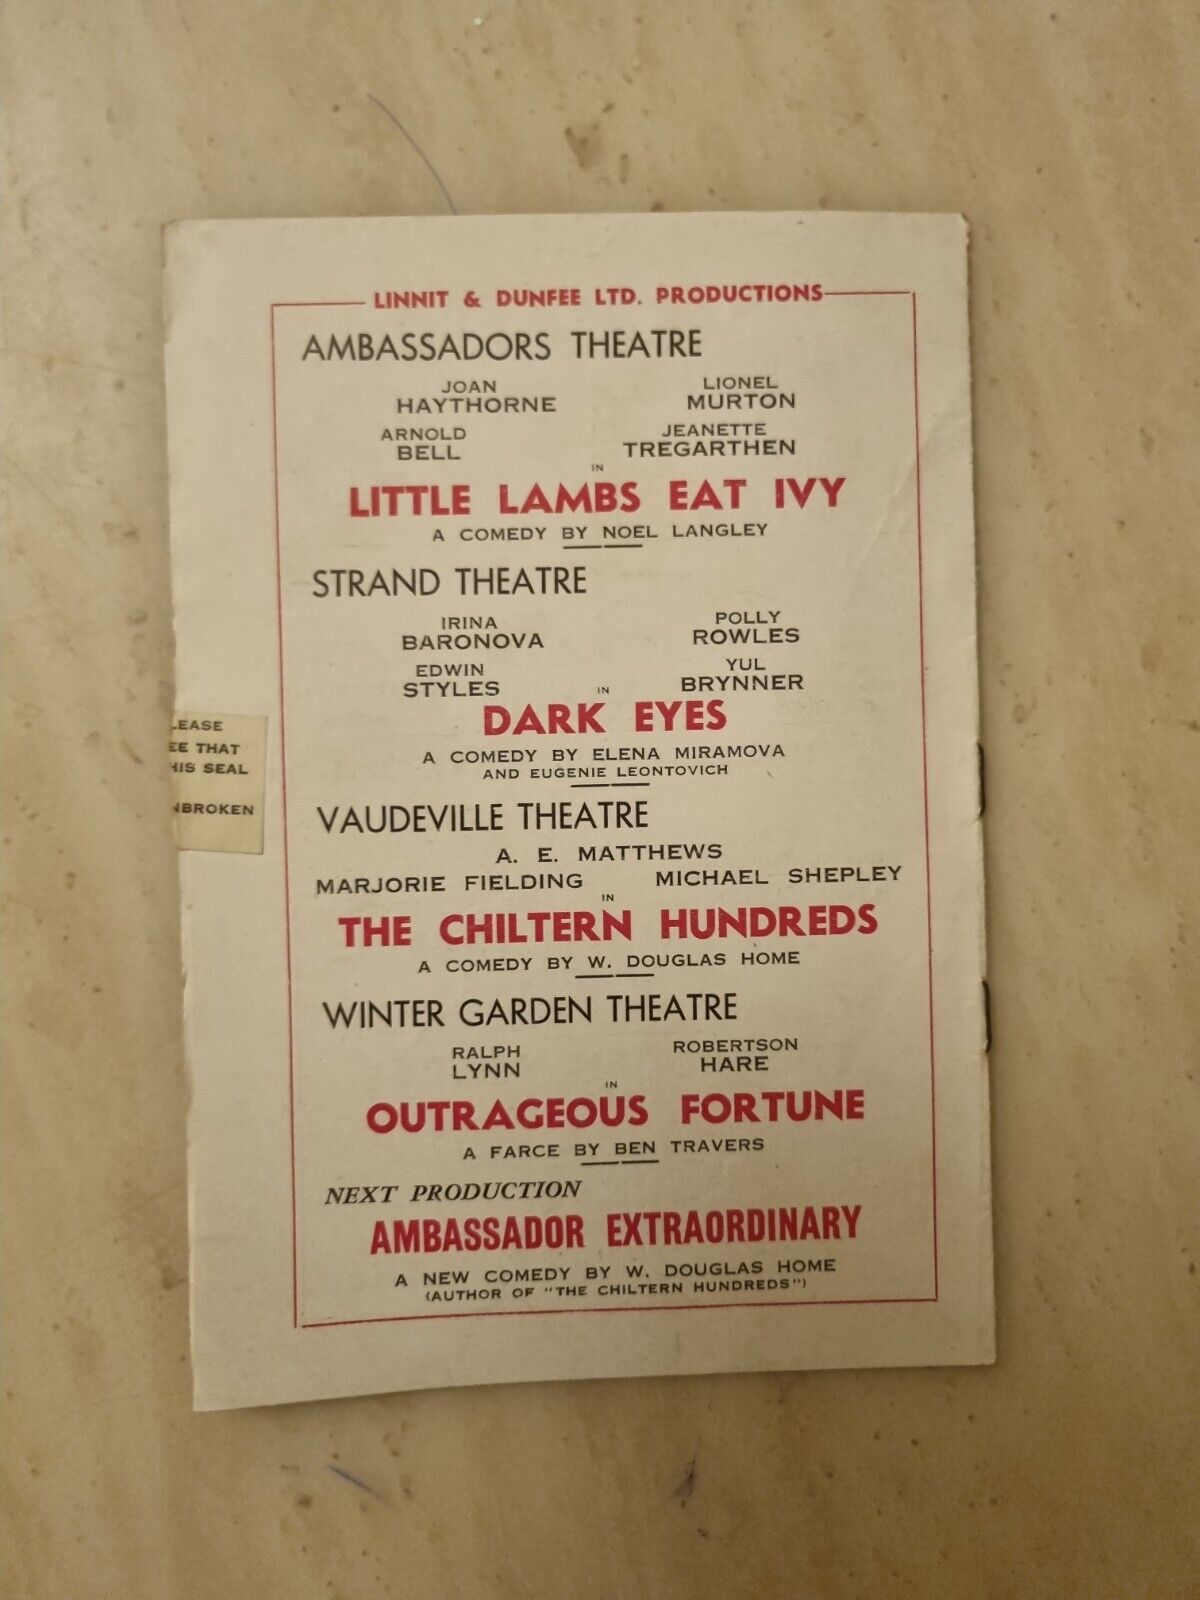 LINNIT & DUNFEE LTD. PRODUCTIONS
AMBASSADORS THEATRE
JOAN HAYTHORNE
LIONEL MURTON
ARNOLD BELL
JEANETTE TREGARTHEN
IN
LITTLE LAMBS EAT IVY
A COMEDY BY NOEL LANGLEY
STRAND THEATRE
IRINA BARONOVA
POLLY ROWLES
EDWIN STYLES
YUL BRYNNER
IN
DARK EYES
A COMEDY BY ELENA MIRAMOVA
AND EUGENIE LEONTOVICH
VAUDEVILLE THEATRE
A. E. MATTHEWS
MARJORIE FIELDING MICHAEL SHEPLEY
IN
THE CHILTERN HUNDREDS
A COMEDY BY W. DOUGLAS HOME
WINTER GARDEN THEATRE
RALPH LYNN
ROBERTSON HARE
IN
OUTRAGEOUS FORTUNE
A FARCE BY BEN TRAVERS
NEXT PRODUCTION
AMBASSADOR EXTRAORDINARY
A NEW COMEDY BY W. DOUGLAS HOME
(AUTHOR OF "THE CHILTERN HUNDREDS")
LEASE
EE THAT
HIS SEAL
NBROKEN